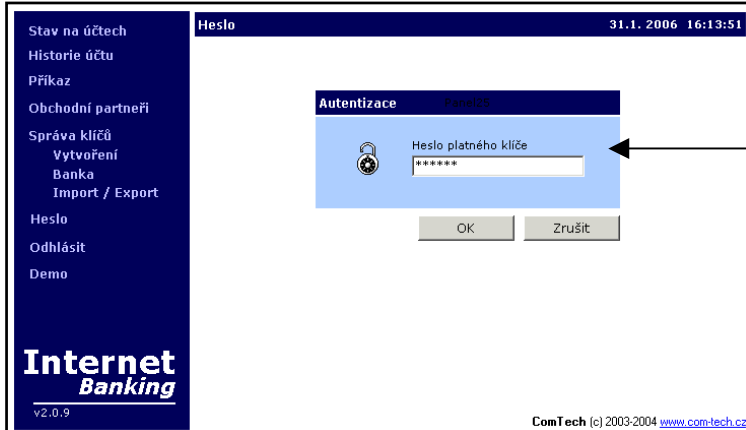 Stav na účtech
Historie účtu
Příkaz
Obchodní partneři
Správa klíčů
Vytvoření
Banka
Import / Export
Heslo
Odhlásit
Demo
Internet
Banking
v2.0.9
Heslo 31.1. 2006 16:13:51
Autentizace
Heslo platného klíče
******
OK Zrušit
ComTech (c) 2003-2004 www.com-tech.cz